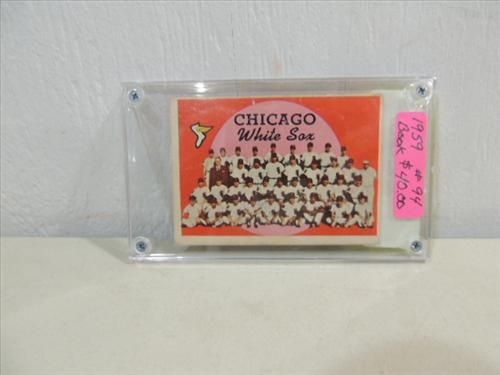 CHICAGO
White Sox
1959 #94
Book $40.00